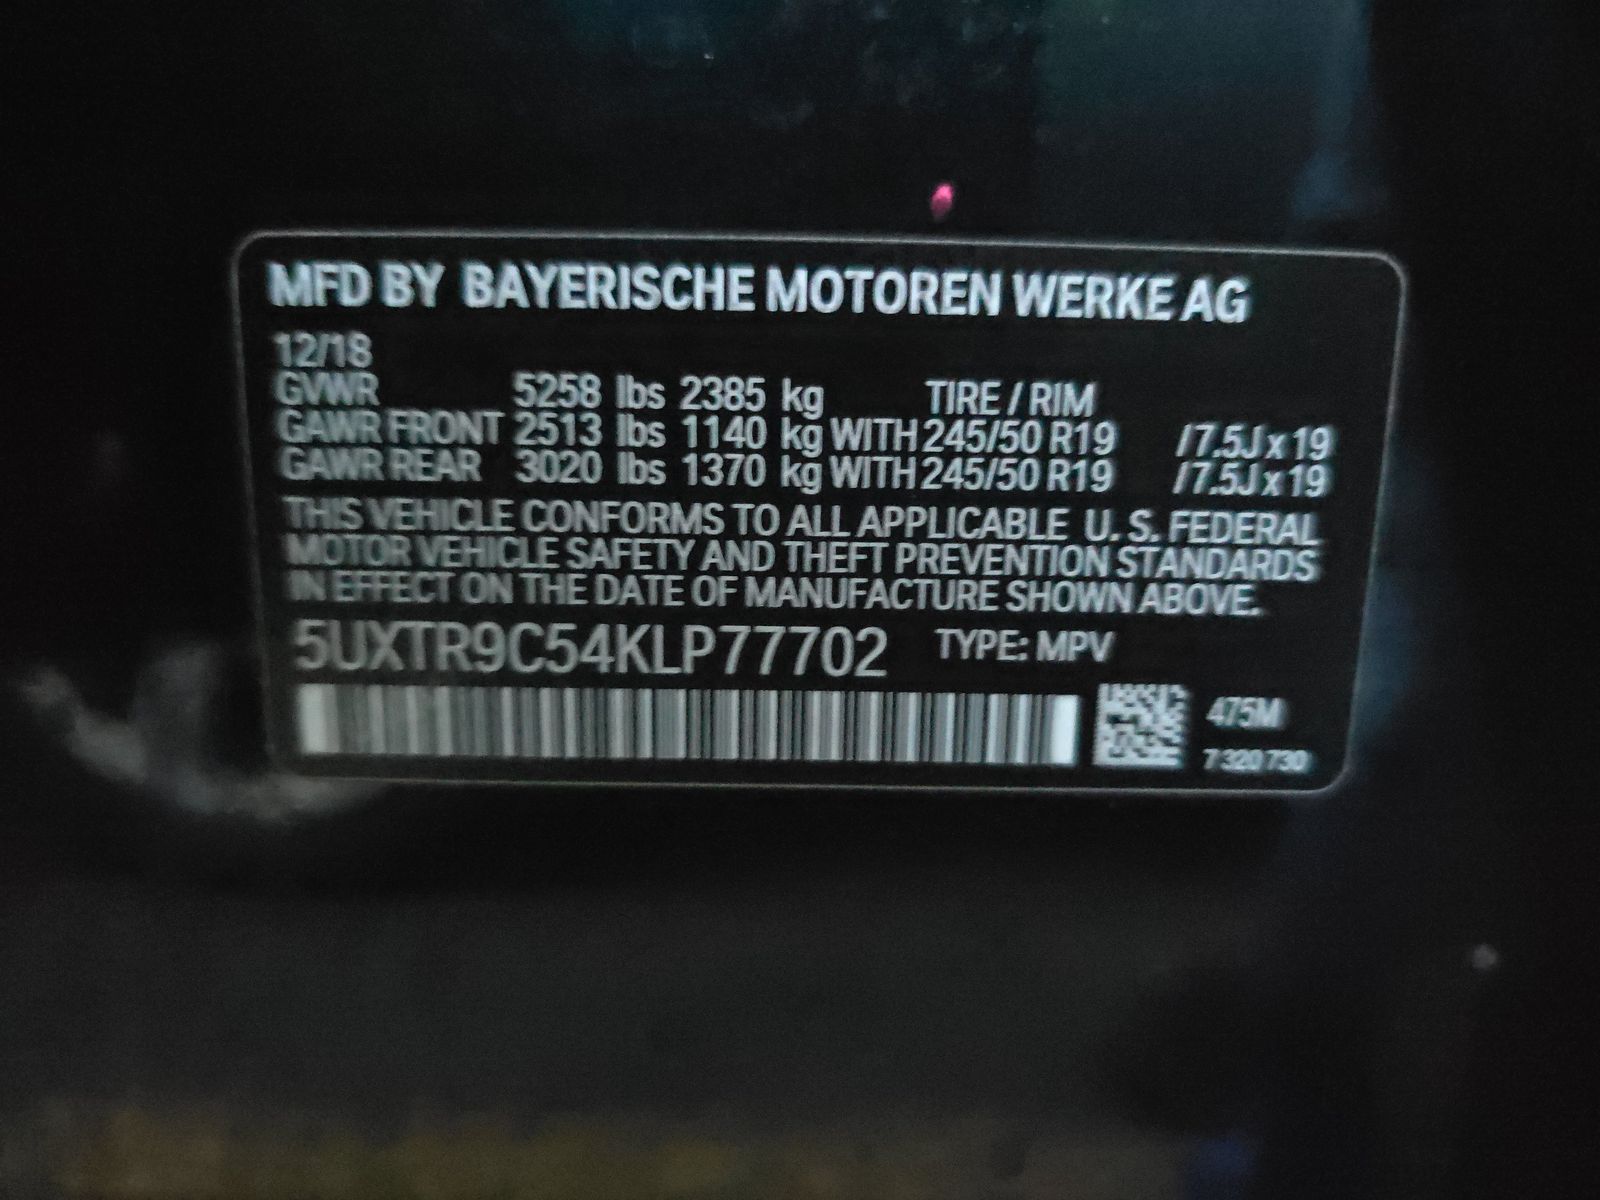 MFD BY BAYERISCHE MOTOREN WERKE AG
12/18
GVWR 5258 lbs 2385 kg TIRE / RIM
GAWR FRONT 2513 lbs 1140 kg WITH 245/50 R19 /7.5J x 19
GAWR REAR 3020 lbs 1370 kg WITH 245/50 R19 /7.5J x 19
THIS VEHICLE CONFORMS TO ALL APPLICABLE U. S. FEDERAL
MOTOR VEHICLE SAFETY AND THEFT PREVENTION STANDARDS
IN EFFECT ON THE DATE OF MANUFACTURE SHOWN ABOVE.
5UXTR9C54KLP77702 TYPE: MPV
475M
7 320 730